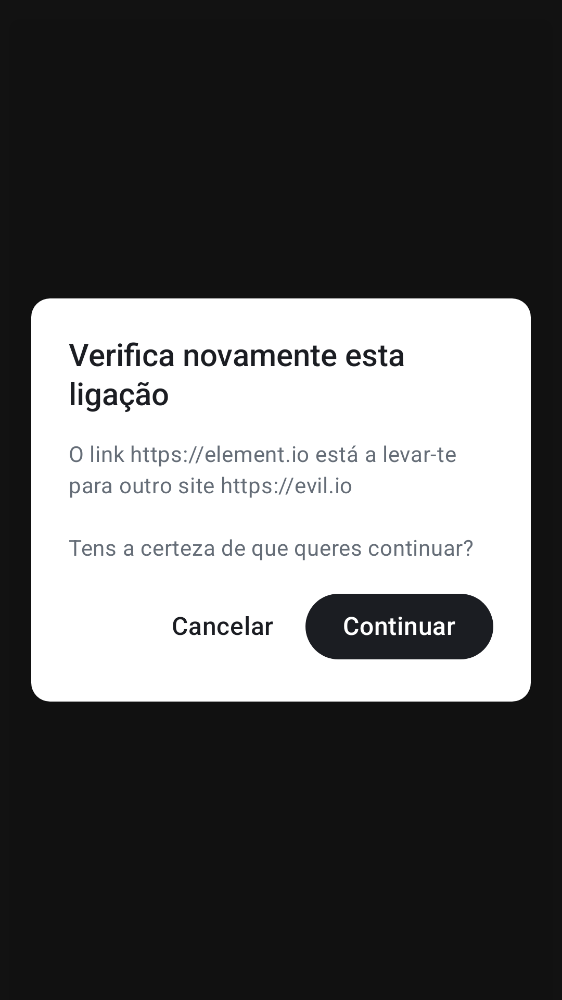 Verifica novamente esta
ligação
O link https://element.io está a levar-te
para outro site https://evil.io
Tens a certeza de que queres continuar?
Cancelar
Continuar